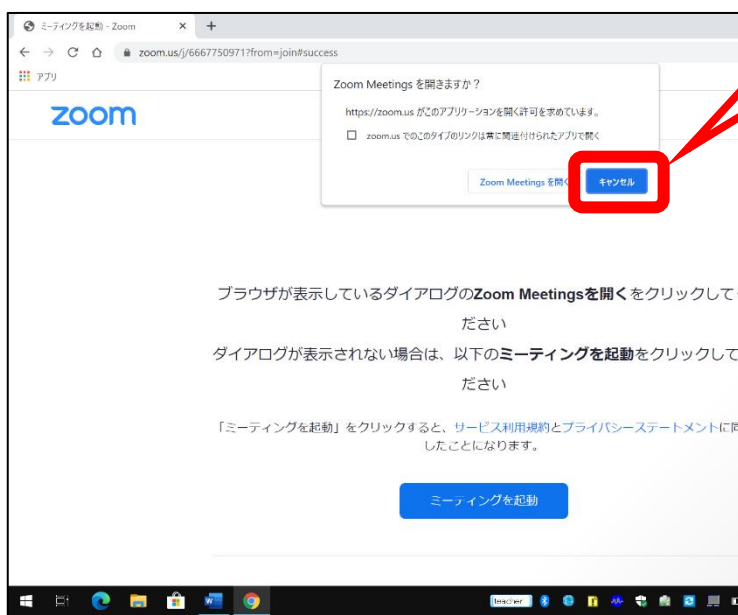 ミーティングを起動 - Zoom
zoom.us/j/6667750971?from=join#success
アプリ
zoom
Zoom Meetings を開きますか？
https://zoom.us がこのアプリケーションを開く許可を求めています。
zoom.us でのこのタイプのリンクは常に関連付けられたアプリで開く
Zoom Meetings を開く
キャンセル
ブラウザが表示しているダイアログのZoom Meetingsを開くをクリックして
ださい
ダイアログが表示されない場合は、以下のミーティングを起動をクリックして
ださい
「ミーティングを起動」をクリックすると、サービス利用規約とプライバシーステートメントに同
したことになります。
ミーティングを起動
teacher